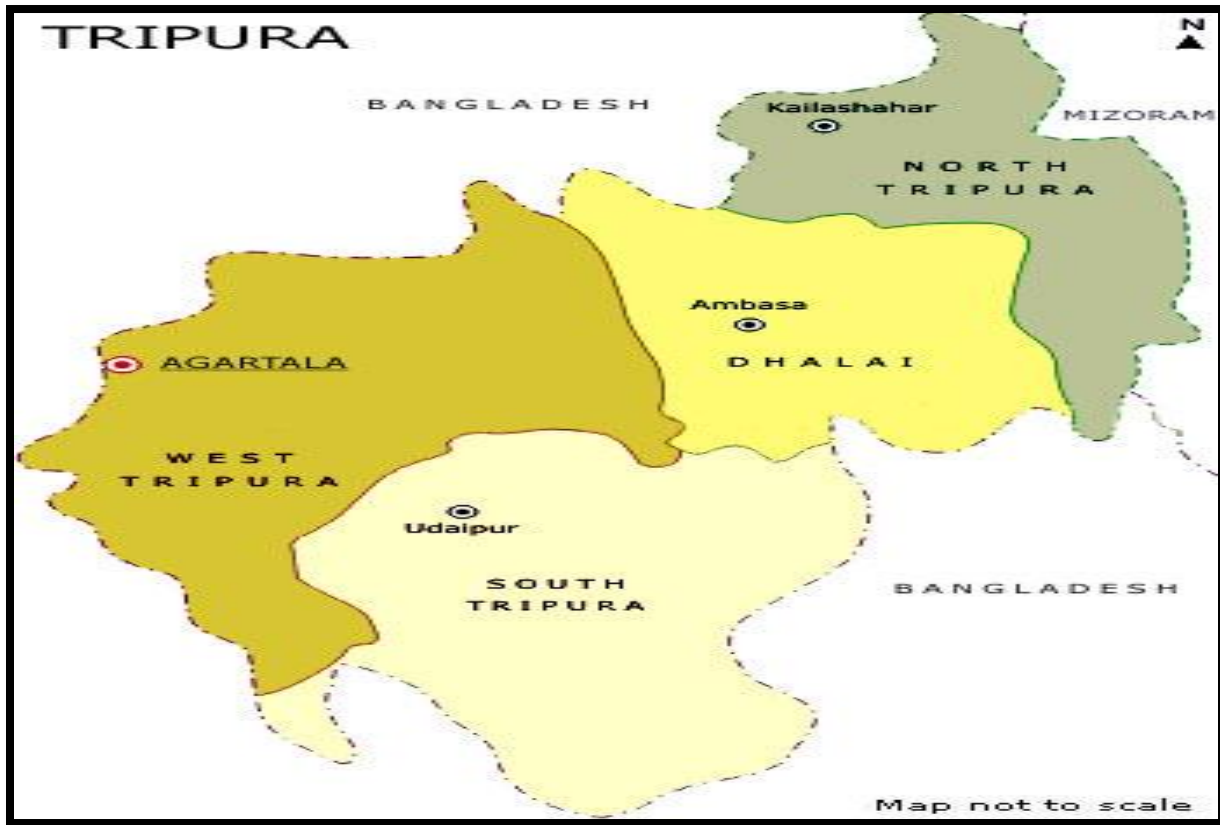 TRIPURA
N
BANGLADESH
Kailashahar
MIZORAM
NORTH
TRIPURA
Ambasa
DHALAI
AGARTALA
WEST
TRIPURA
Udaipur
SOUTH
TRIPURA
BANGLADESH
Map not to scale